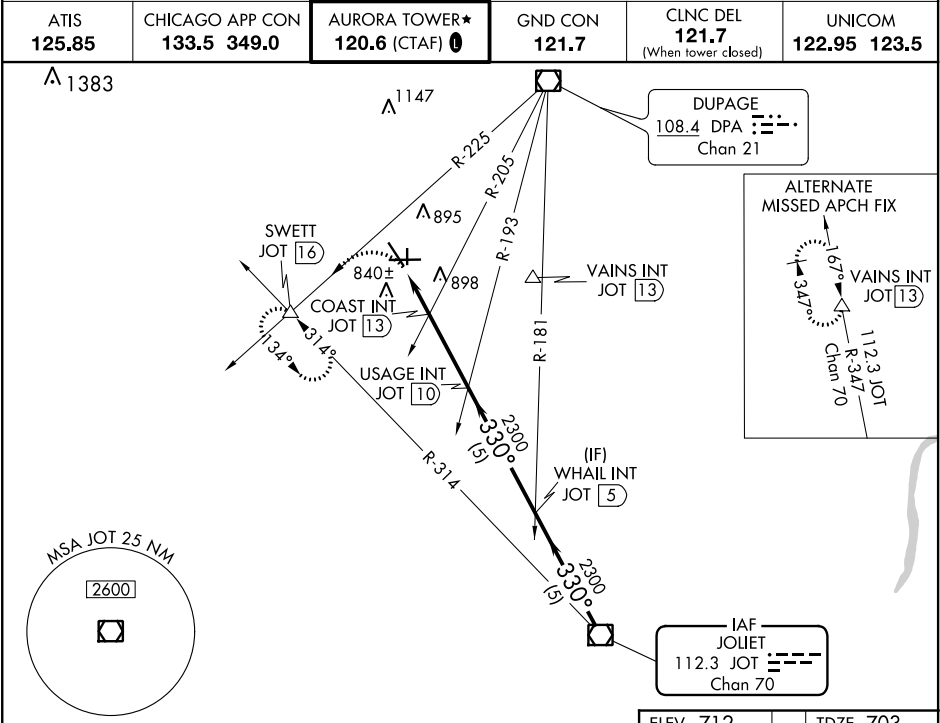 ATIS
125.85
CHICAGO APP CON
133.5 349.0
AURORA TOWER★
120.6 (CTAF) L
GND CON
121.7
CLNC DEL
121.7
(When tower closed)
UNICOM
122.95 123.5
1383
1147
DUPAGE
108.4 DPA
Chan 21
R-225
R-205
R-193
R-181
895
898
840±
SWETT
JOT 16
COAST INT
JOT 13
USAGE INT
JOT 10
VAINS INT
JOT 13
314°
134°
R-314
2300
330°
(5)
(IF)
WHAIL INT
JOT 5
2300
330°
(5)
ALTERNATE
MISSED APCH FIX
167°
347°
VAINS INT
JOT 13
112.3 JOT
R-347
Chan 70
MSA JOT 25 NM
2600
IAF
JOLIET
112.3 JOT
Chan 70
ELEV 712
TDZE 703